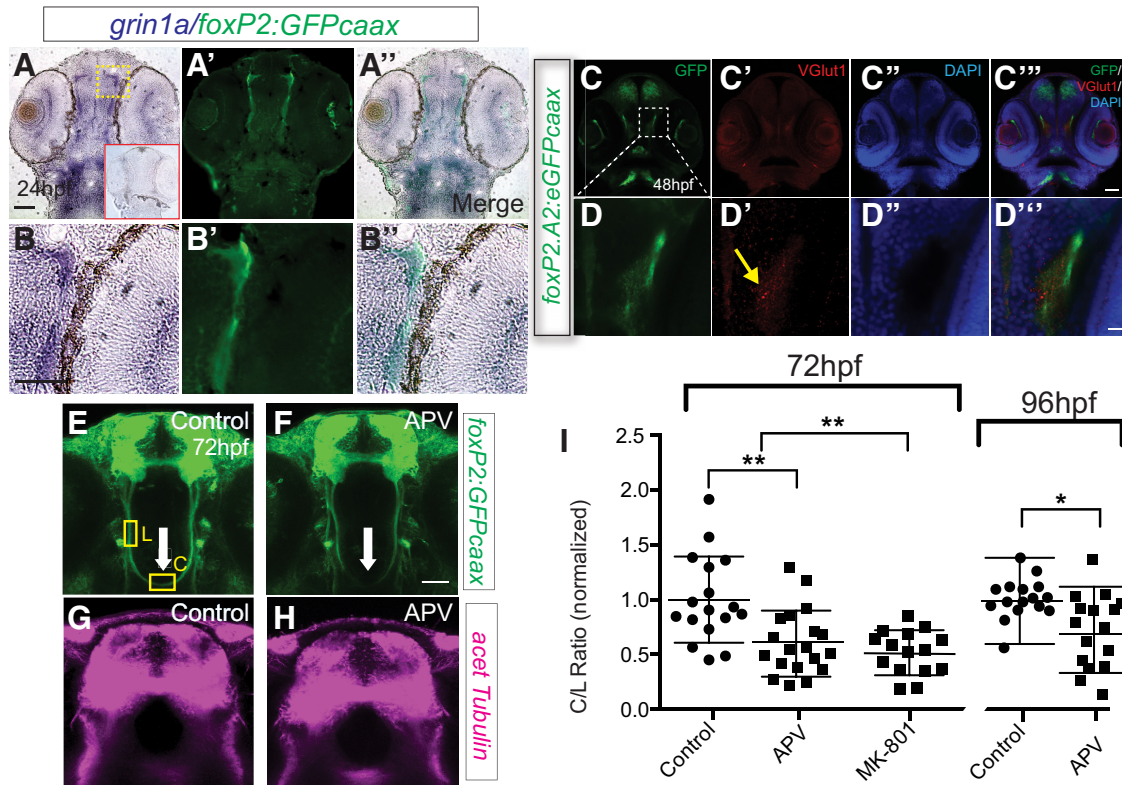 grin1a/foxP2:GFPcaax
A
24hpf
A'
A''
Merge
B
B'
B''
foxP2.A2:eGFPcaax
C
GFP
48hpf
C'
VGlut1
C''
DAPI
C'''
GFP/
VGlut1/
DAPI
D
D'
D''
D'''
E
Control
72hpf
L
C
F
APV
foxP2:GFPcaax
G
Control
H
APV
acet Tubulin
I
72hpf
96hpf
**
**
*
C/L Ratio (normalized)
2.5
2.0
1.5
1.0
0.5
0.0
Control
APV
MK-801
Control
APV